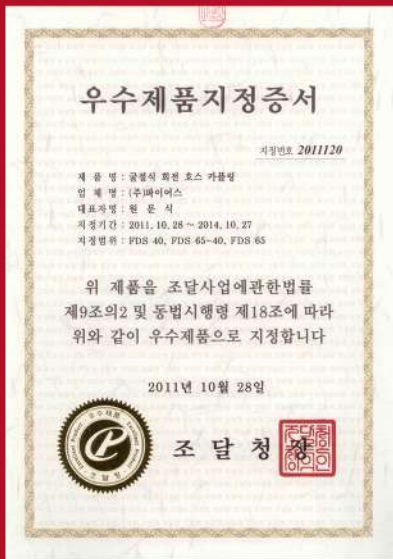 우수제품지정증서
지정번호 2011120
제 품 명 : 굴절식 회전 호스 카플링
업 체 명 : (주)파이어스
대표자명 : 원 문 식
지정기간 : 2011. 10. 28 ~ 2014. 10. 27
지정범위 : FDS 40, FDS 65-40, FDS 65
위 제품을 조달사업에관한법률
제9조의2 및 동법시행령 제18조에 따라
위와 같이 우수제품으로 지정합니다
2011년 10월 28일
조 달 청 장